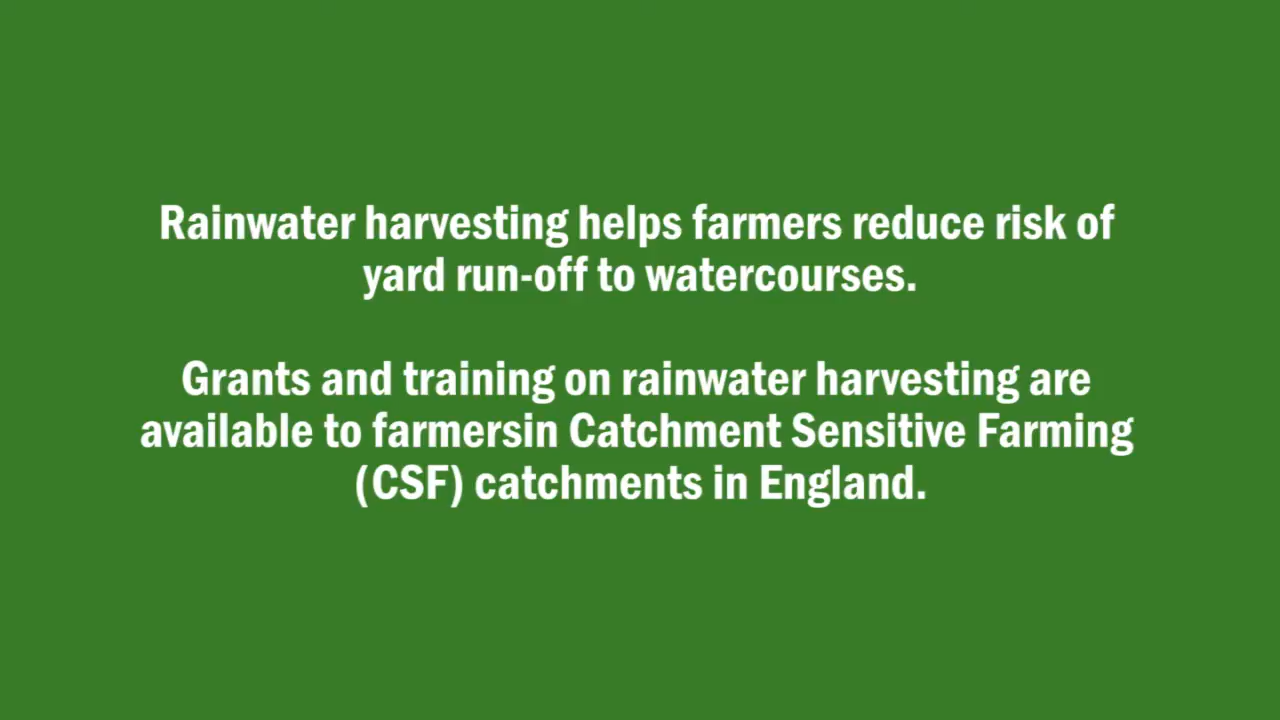 Rainwater harvesting helps farmers reduce risk of
yard run-off to watercourses.
Grants and training on rainwater harvesting are
available to farmersin Catchment Sensitive Farming
(CSF) catchments in England.